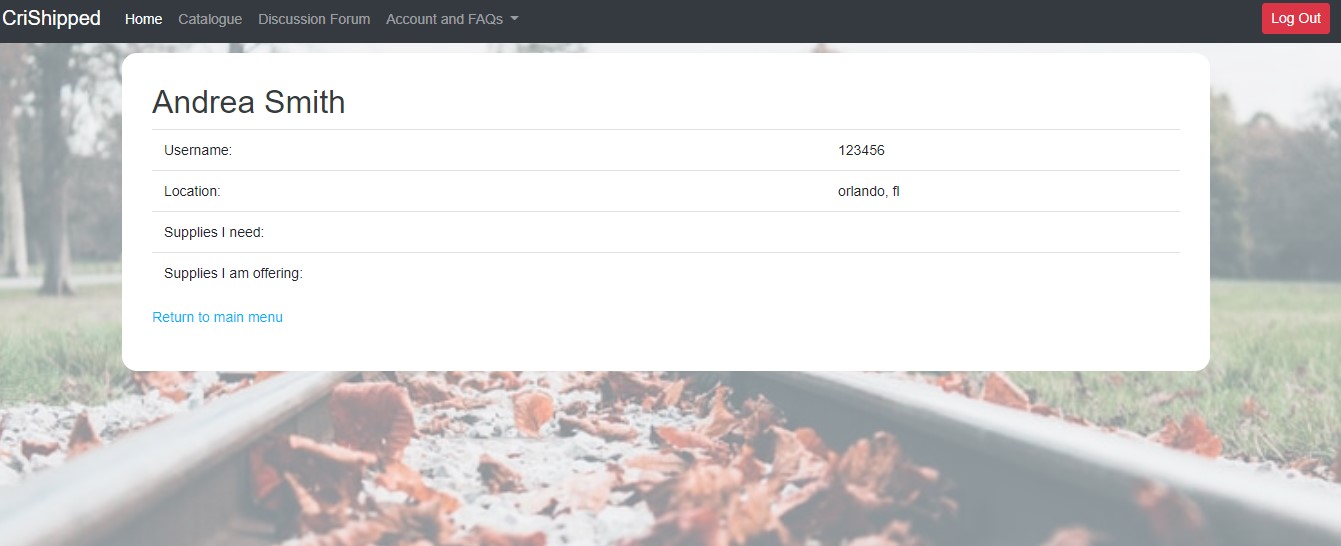 CriShipped Home Catalogue Discussion Forum Account and FAQs Log Out
Andrea Smith
Username: 123456
Location: orlando, fl
Supplies I need:
Supplies I am offering:
Return to main menu